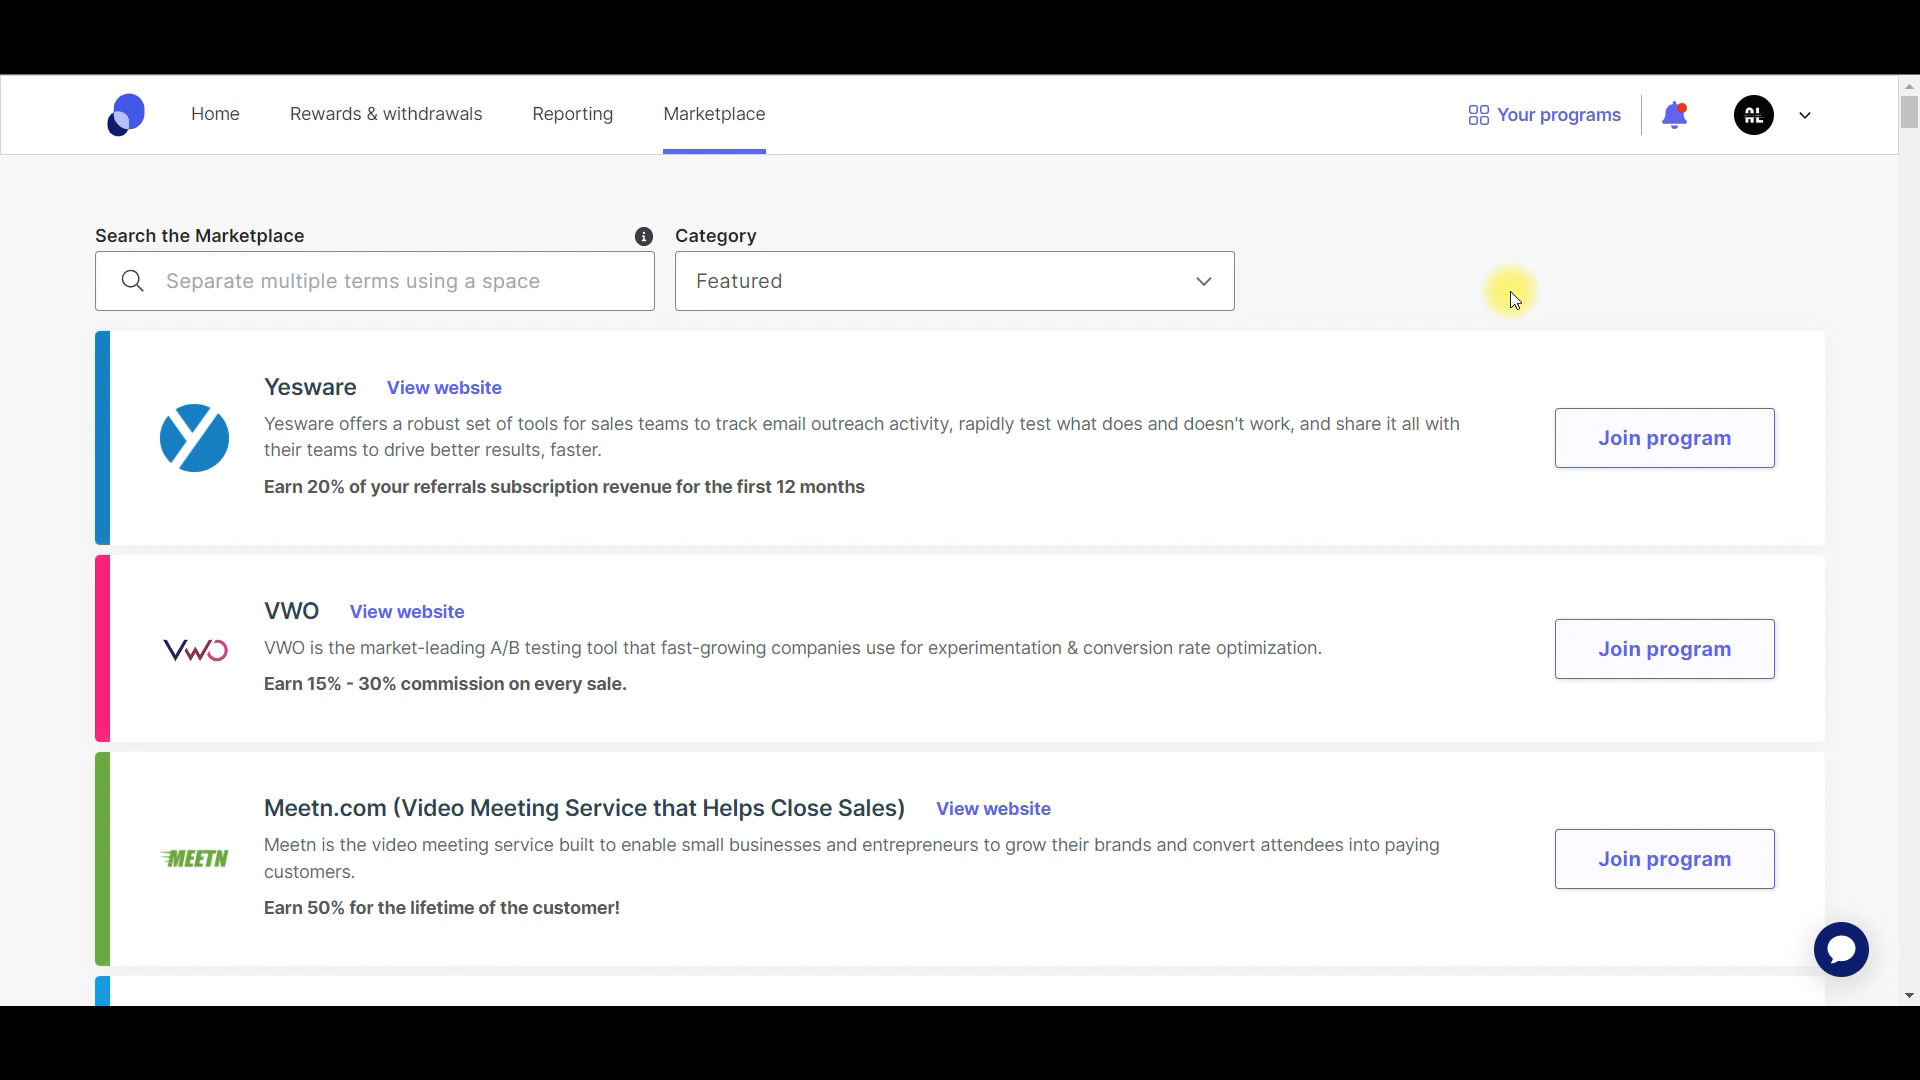 Home Rewards & withdrawals Reporting Marketplace Your programs
Search the Marketplace Category
Separate multiple terms using a space Featured
Yesware View website
Yesware offers a robust set of tools for sales teams to track email outreach activity, rapidly test what does and doesn't work, and share it all with
their teams to drive better results, faster.
Earn 20% of your referrals subscription revenue for the first 12 months
Join program
VWO View website
VWO
VWO is the market-leading A/B testing tool that fast-growing companies use for experimentation & conversion rate optimization.
Earn 15% - 30% commission on every sale.
Join program
Meetn.com (Video Meeting Service that Helps Close Sales) View website
MEETN
Meetn is the video meeting service built to enable small businesses and entrepreneurs to grow their brands and convert attendees into paying
customers.
Earn 50% for the lifetime of the customer!
Join program